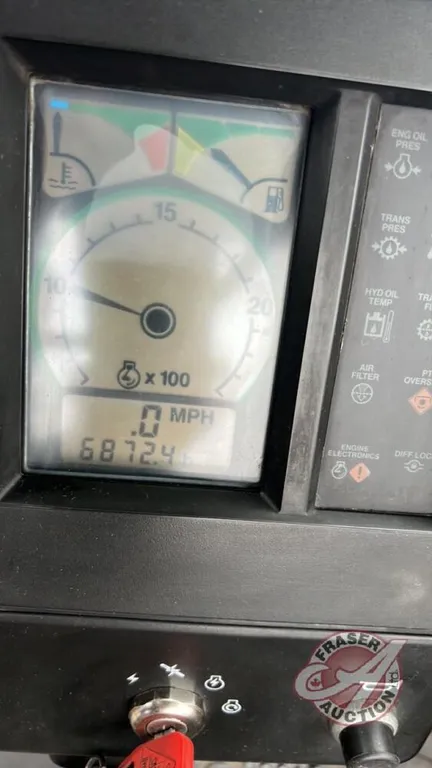 15
10
20
x 100
.0 MPH
6872.4
ENG OIL
PRES
TRANS
PRES
HYD OIL
TEMP
AIR
FILTER
ENGINE
ELECTRONICS
DIFF LOC
FRASER
AUCTION